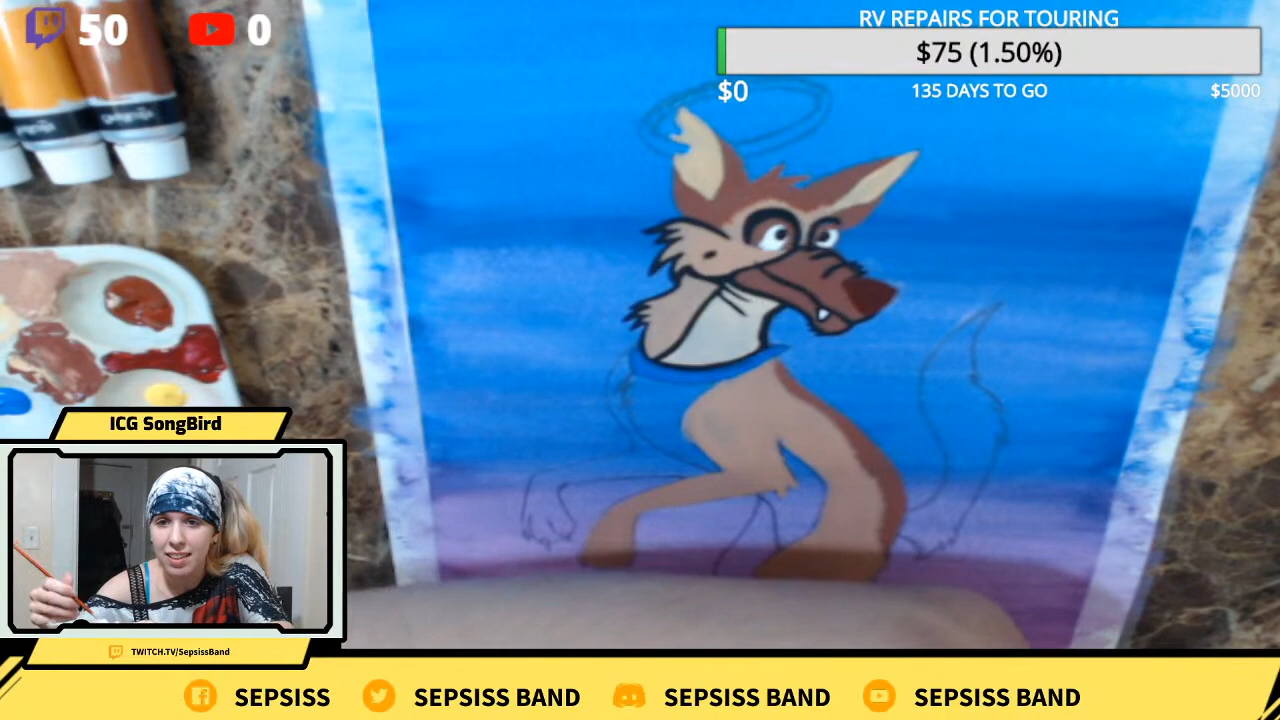 50
0
RV REPAIRS FOR TOURING
$75 (1.50%)
$0
135 DAYS TO GO
$5000
ICG SongBird
TWITCH.TV/SepsissBand
SEPSISS
SEPSISS BAND
SEPSISS BAND
SEPSISS BAND